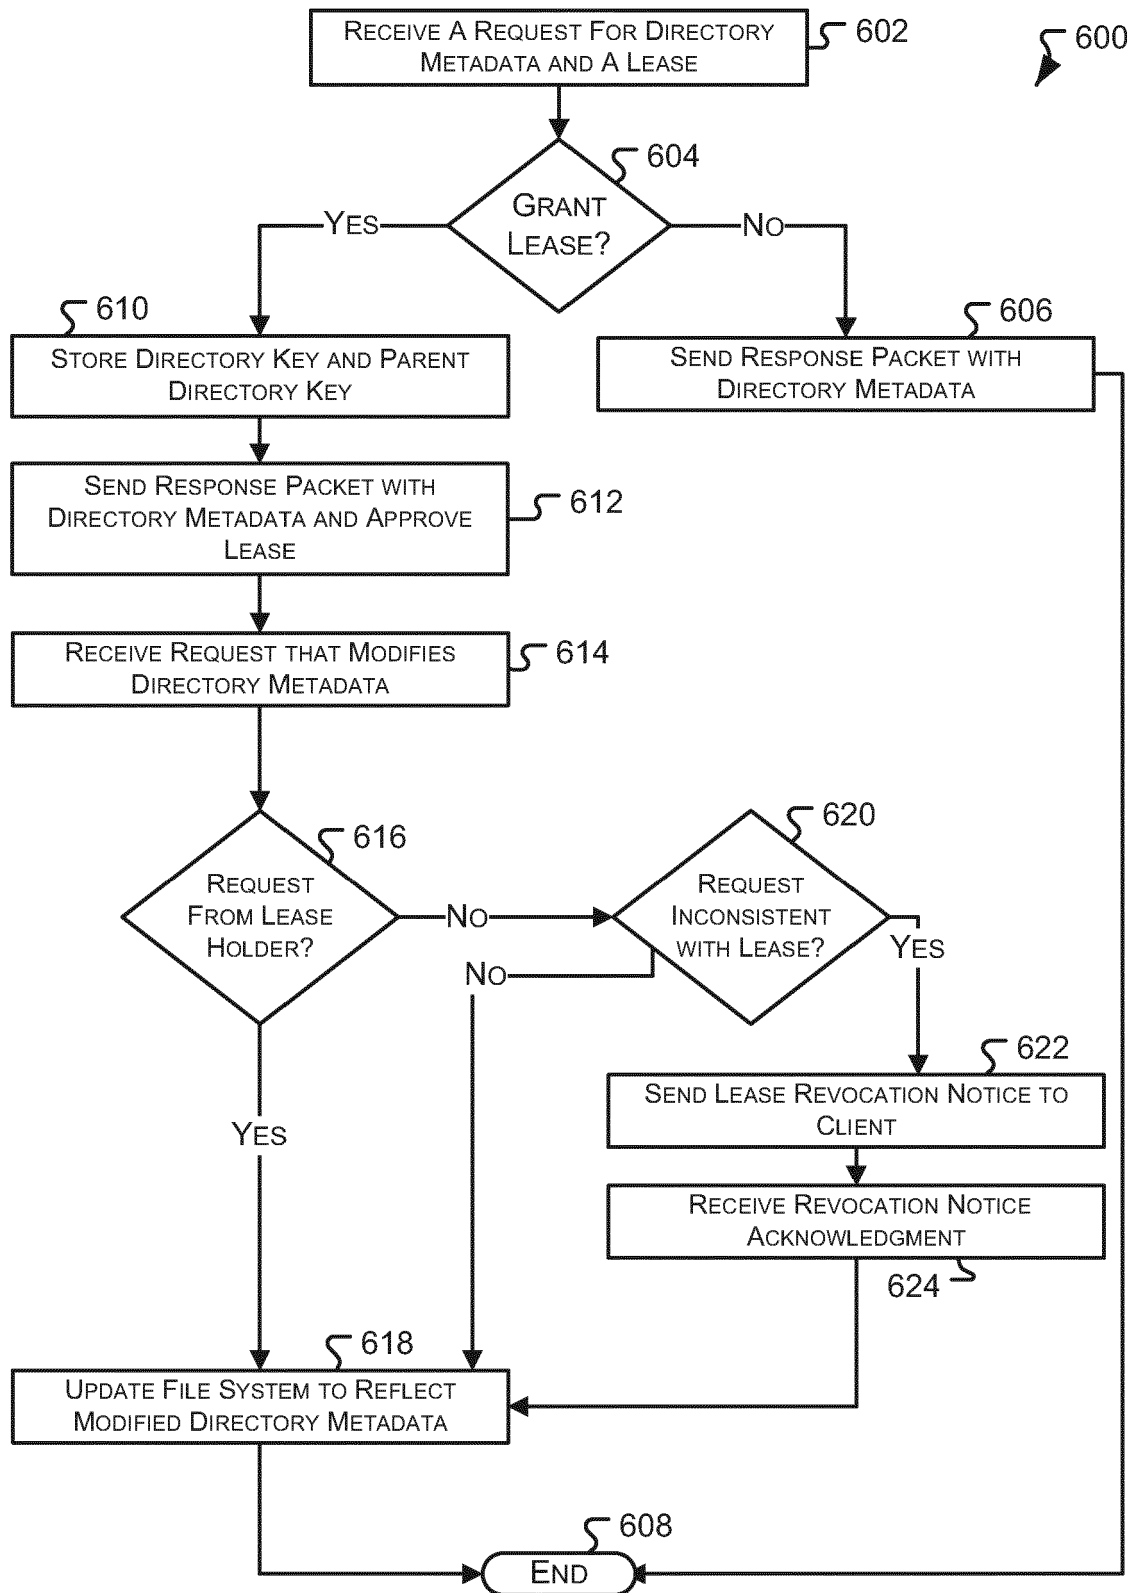 RECEIVE A REQUEST FOR DIRECTORY
METADATA AND A LEASE
602
600
604
GRANT
LEASE?
YES
NO
610
606
STORE DIRECTORY KEY AND PARENT
DIRECTORY KEY
SEND RESPONSE PACKET WITH
DIRECTORY METADATA
SEND RESPONSE PACKET WITH
DIRECTORY METADATA AND APPROVE
LEASE
612
RECEIVE REQUEST THAT MODIFIES
DIRECTORY METADATA
614
616
620
REQUEST
FROM LEASE
HOLDER?
NO
REQUEST
INCONSISTENT
WITH LEASE?
YES
NO
622
SEND LEASE REVOCATION NOTICE TO
CLIENT
YES
RECEIVE REVOCATION NOTICE
ACKNOWLEDGMENT
624
618
UPDATE FILE SYSTEM TO REFLECT
MODIFIED DIRECTORY METADATA
608
END